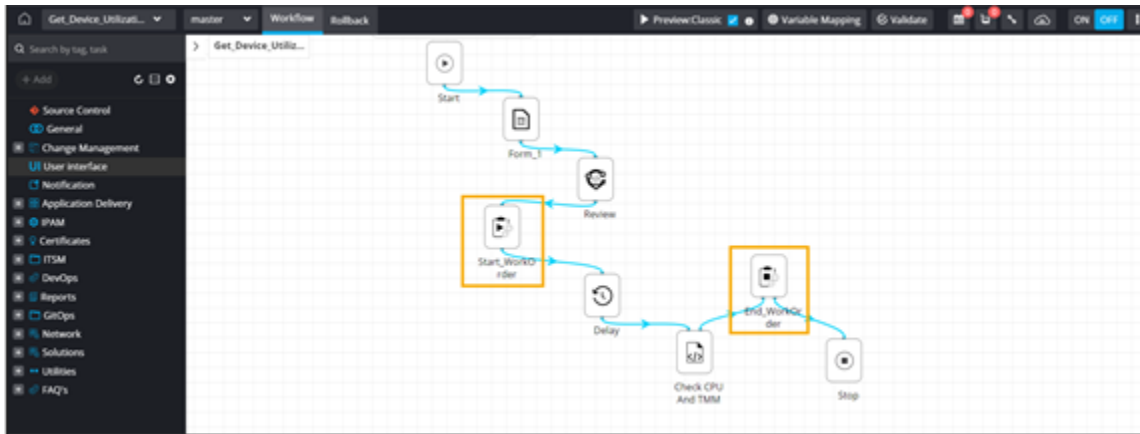 Get_Device_Utilizati...
master
Workflow
Rollback
Preview:Classic
Variable Mapping
Validate
ON
OFF
Search by tag, task
Get_Device_Utiliz...
+ Add
Source Control
General
Change Management
UI User interface
Notification
Application Delivery
IPAM
Certificates
ITSM
DevOps
Reports
GitOps
Network
Solutions
Utilities
FAQ's
Start
Form_1
Review
Start_WorkO
rder
Delay
End_WorkOr
der
Check CPU
And TMM
Stop